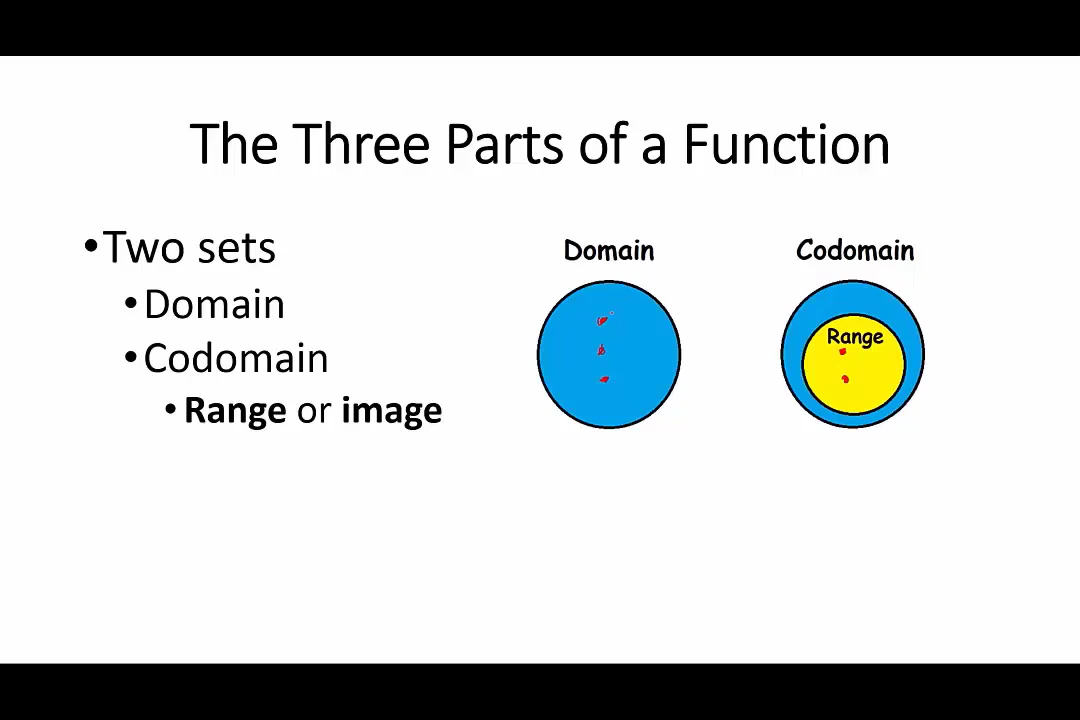 The Three Parts of a Function
•Two sets
•Domain
•Codomain
•Range or image
Domain
Codomain
Range